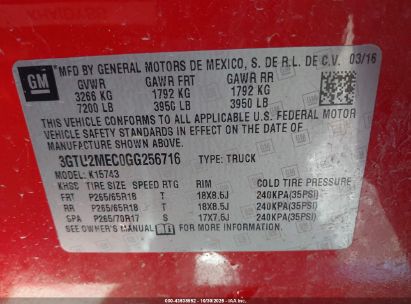 GM
MFD BY GENERAL MOTORS DE MEXICO, S. DE R.L. DE C.V. 03/16
GVWR GAWR FRT GAWR RR
3266 KG 1792 KG 1792 KG
7200 LB 3950 LB 3950 LB
THIS VEHICLE CONFORMS TO ALL APPLICABLE U.S. FEDERAL MOTOR
VEHICLE SAFETY AND THEFT PREVENTION STANDARDS IN EFFECT ON THE DATE OF
MANUFACTURE SHOWN ABOVE.
3GTU2MEC0GG256716 TYPE: TRUCK
MODEL: K15743
TIRE SIZE SPEED RTG RIM COLD TIRE PRESSURE
FRT P265/65R18 T 18X8.5J 240KPA(35PSI)
RR P265/65R18 T 18X8.5J 240KPA(35PSI)
SPA P265/70R17 T 17X7.5J 240KPA(35PSI)
SEE OWNER'S MANUAL FOR MORE INFORMATION